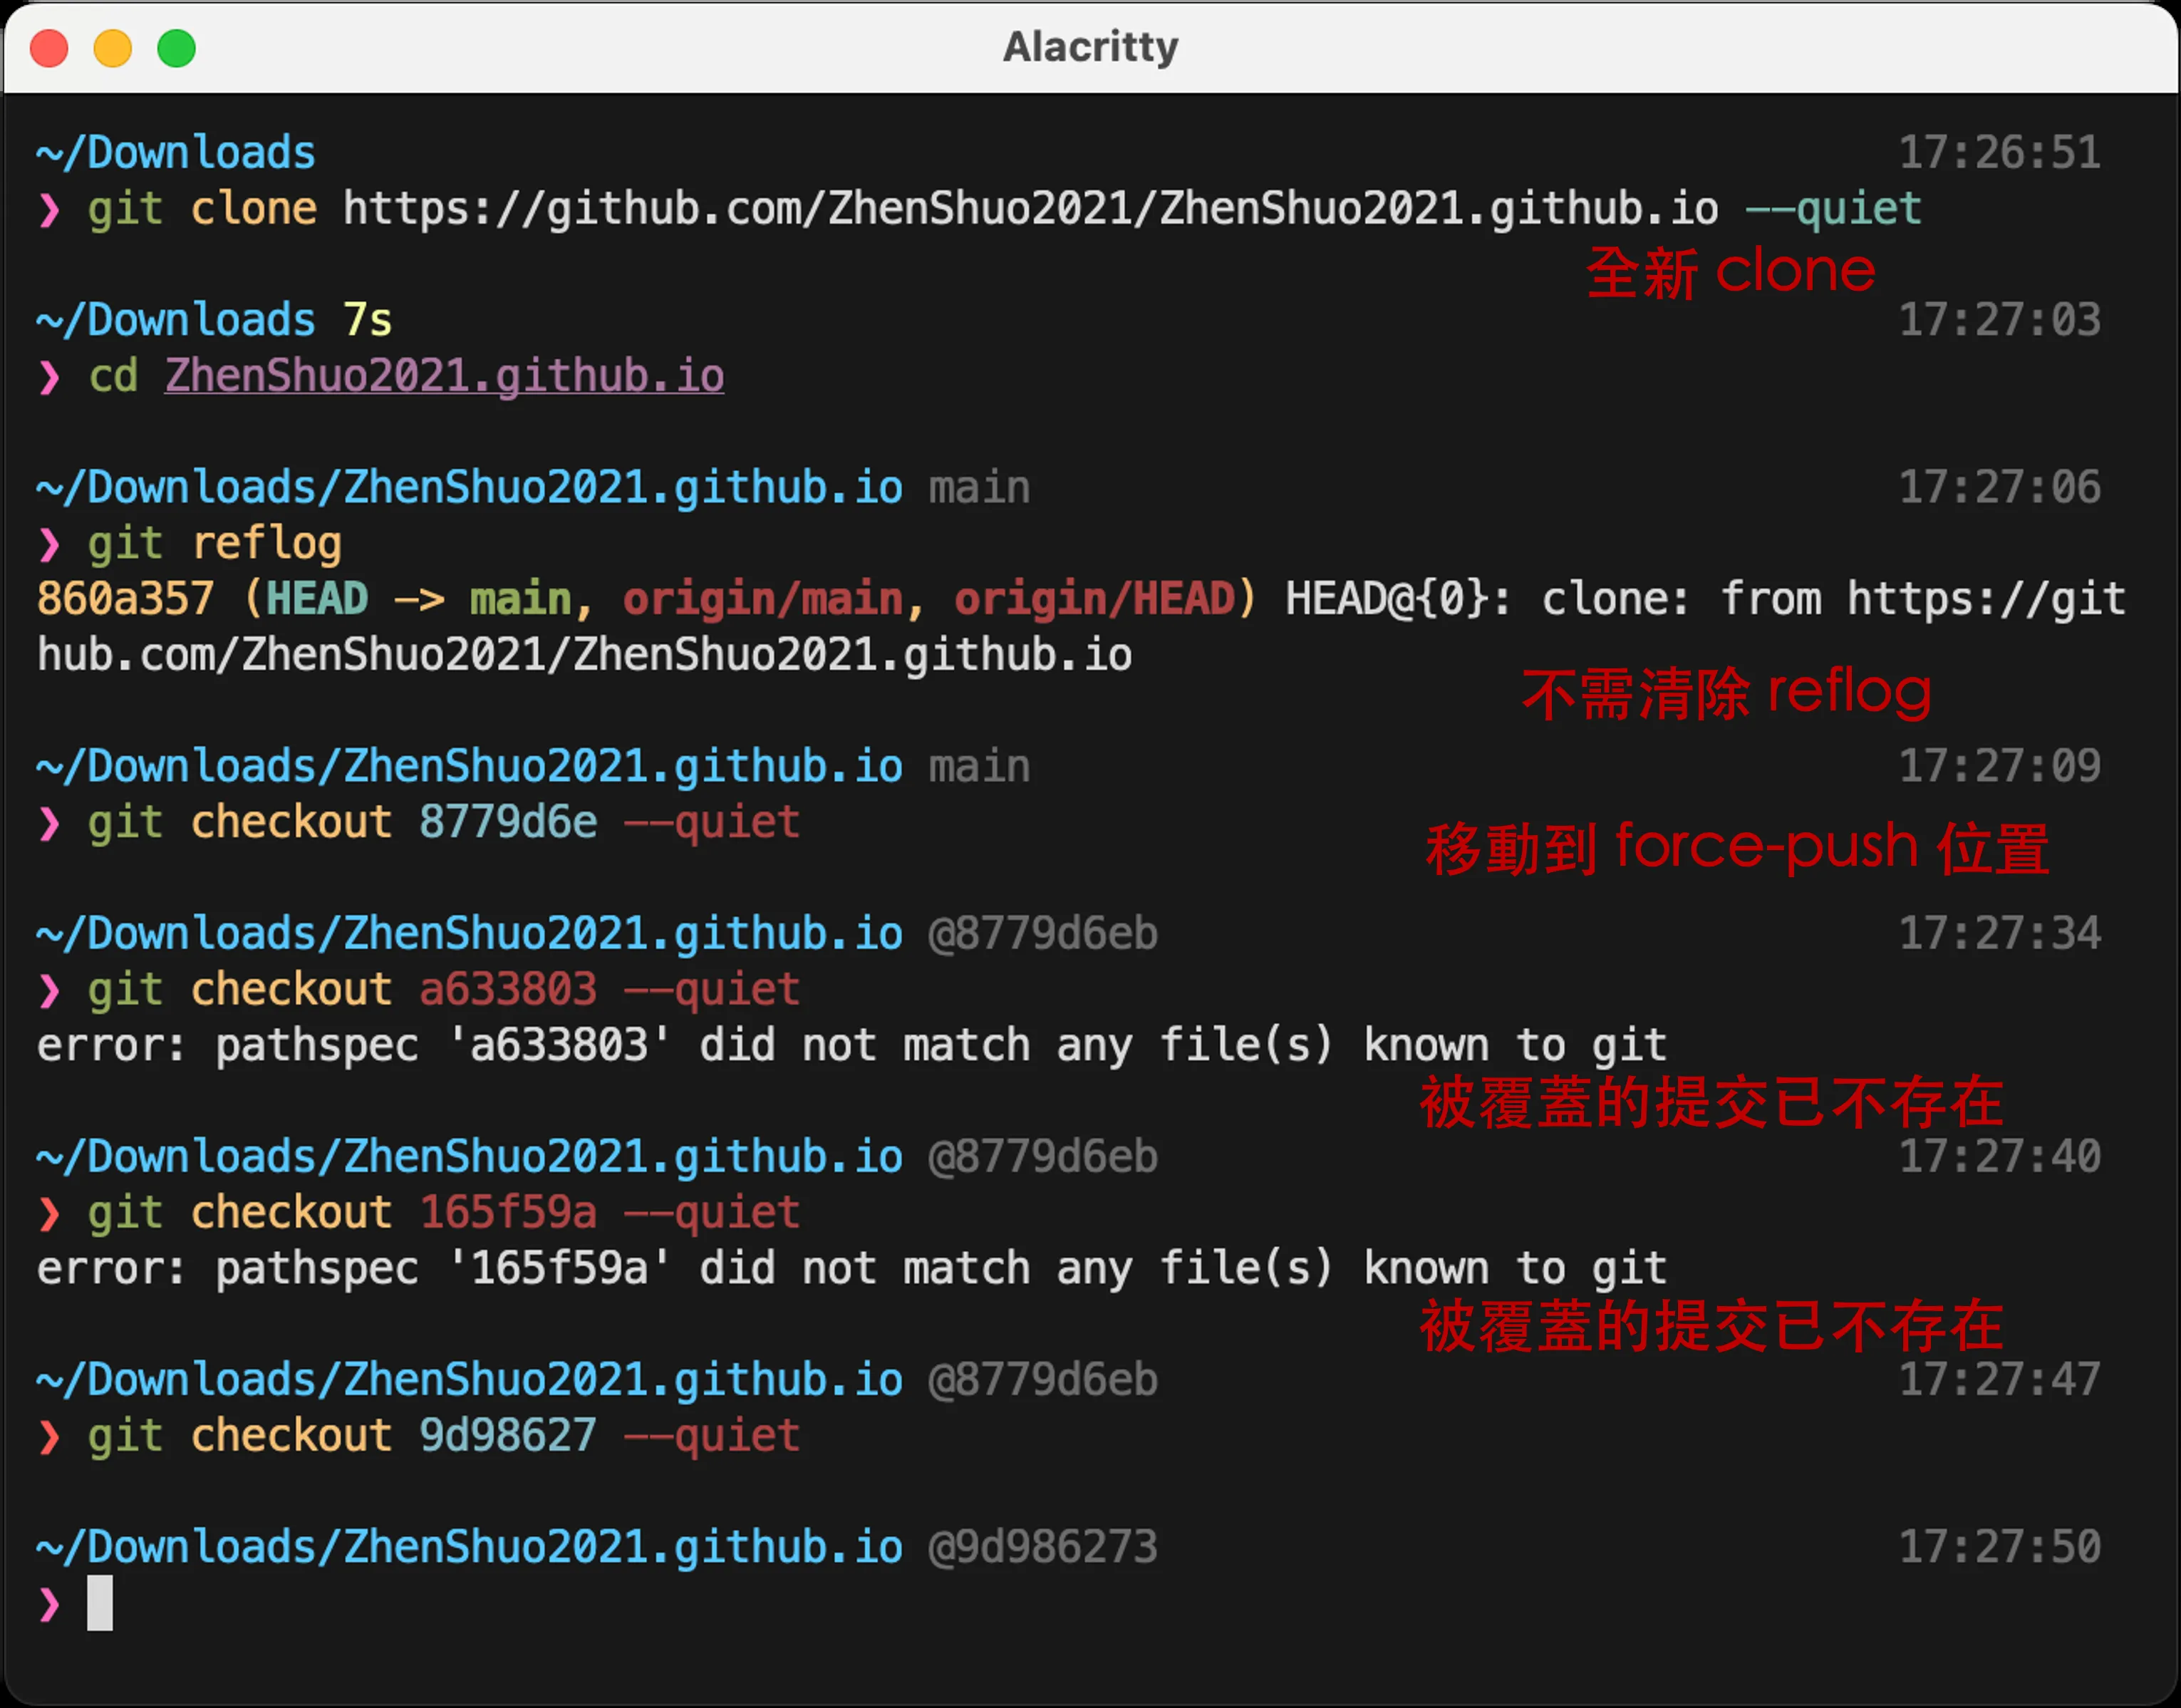 Alacritty
~/Downloads 17:26:51
❯ git clone https://github.com/ZhenShuo2021/ZhenShuo2021.github.io --quiet
全新 clone
~/Downloads 7s 17:27:03
❯ cd ZhenShuo2021.github.io
~/Downloads/ZhenShuo2021.github.io main 17:27:06
❯ git reflog
860a357 (HEAD -> main, origin/main, origin/HEAD) HEAD@{0}: clone: from https://git
hub.com/ZhenShuo2021/ZhenShuo2021.github.io
不需清除 reflog
~/Downloads/ZhenShuo2021.github.io main 17:27:09
❯ git checkout 8779d6e --quiet
移動到 force-push 位置
~/Downloads/ZhenShuo2021.github.io @8779d6eb 17:27:34
❯ git checkout a633803 --quiet
error: pathspec 'a633803' did not match any file(s) known to git
被覆蓋的提交已不存在
~/Downloads/ZhenShuo2021.github.io @8779d6eb 17:27:40
❯ git checkout 165f59a --quiet
error: pathspec '165f59a' did not match any file(s) known to git
被覆蓋的提交已不存在
~/Downloads/ZhenShuo2021.github.io @8779d6eb 17:27:47
❯ git checkout 9d98627 --quiet
~/Downloads/ZhenShuo2021.github.io @9d986273 17:27:50
❯